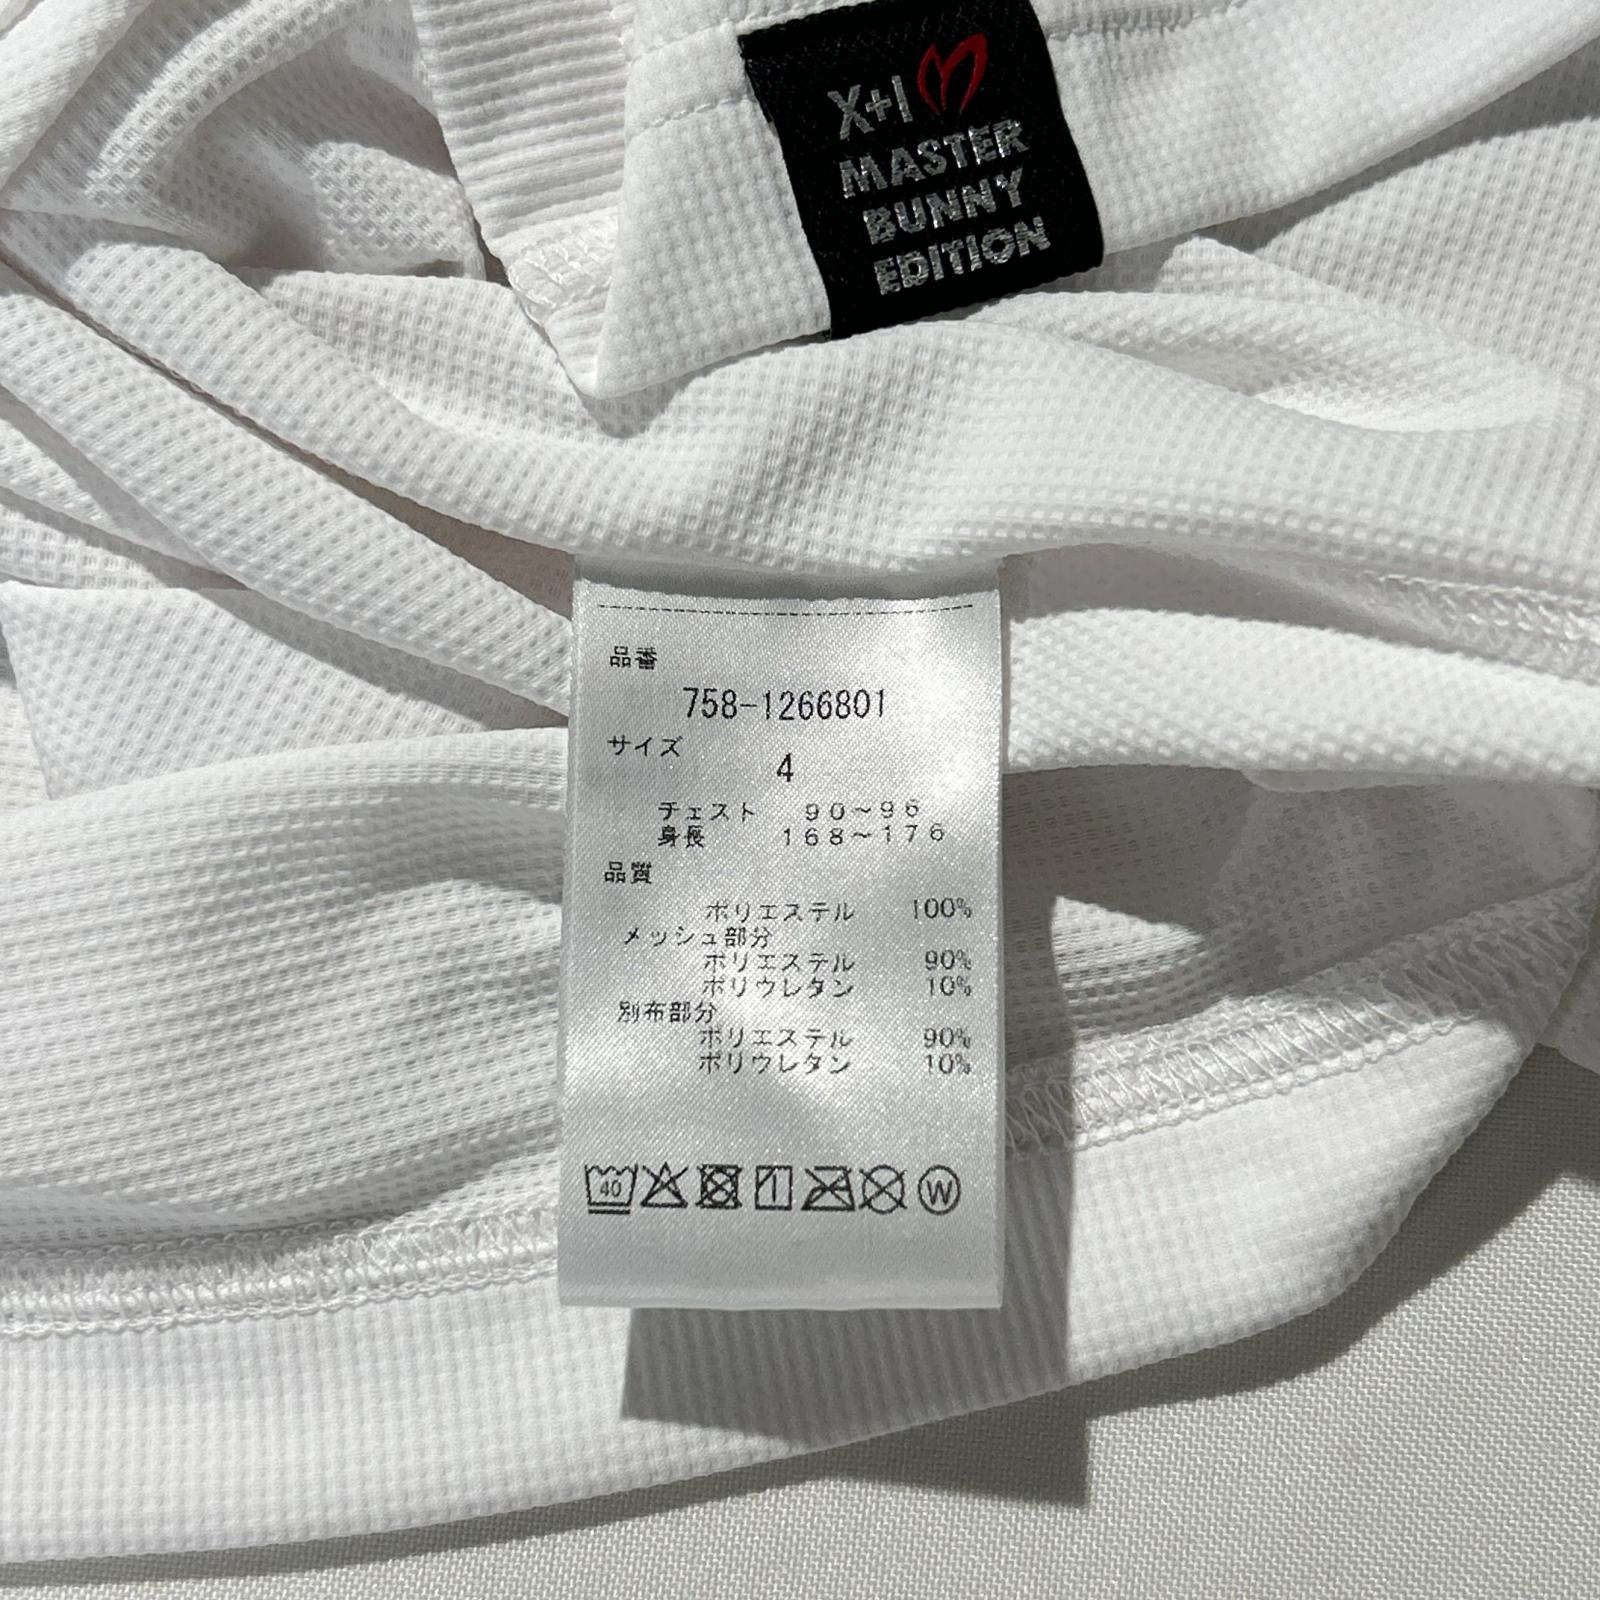 X+I
MASTER
BUNNY
EDITION
品番
758-1266801
サイズ
4
チェスト 90~96
身長 168~176
品質
ポリエステル 100%
メッシュ部分
ポリエステル 90%
ポリウレタン 10%
別布部分
ポリエステル 90%
ポリウレタン 10%
40
W